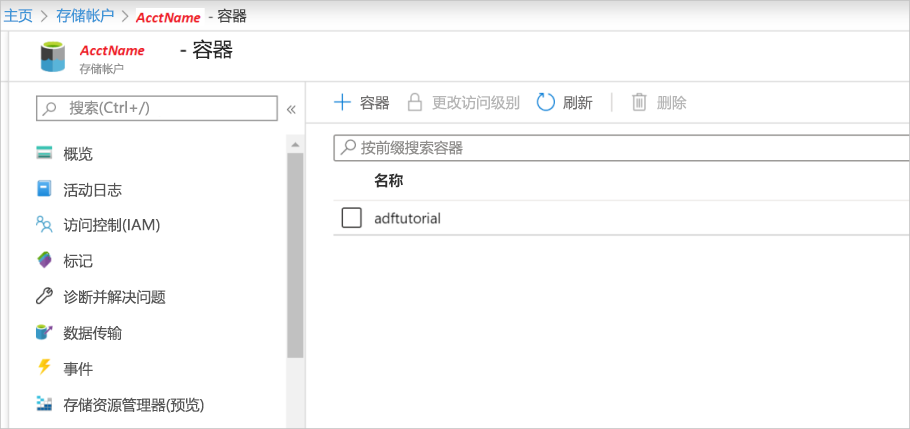 主页 > 存储帐户 > AcctName - 容器
AcctName - 容器
存储帐户
搜索(Ctrl+/)
«
容器 更改访问级别 刷新 删除
按前缀搜索容器
名称
adftutorial
概览
活动日志
访问控制(IAM)
标记
诊断并解决问题
数据传输
事件
存储资源管理器(预览)